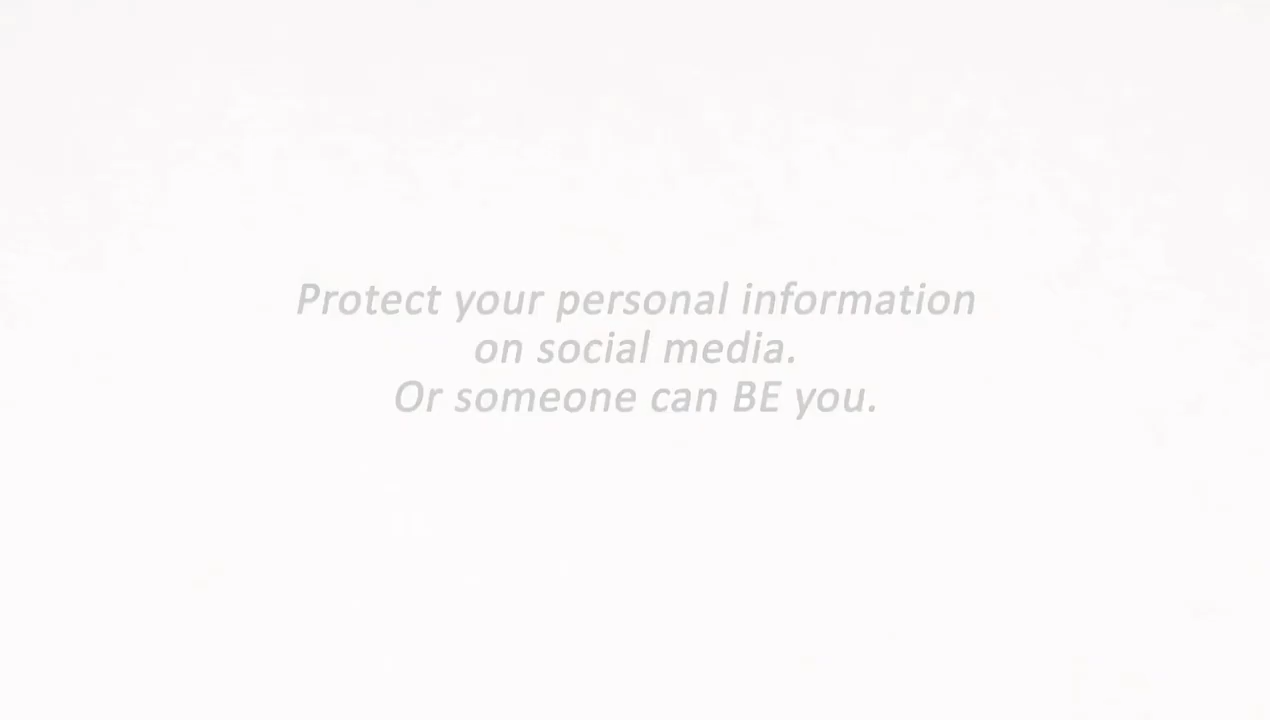 Protect your personal information
on social media.
Or someone can BE you.